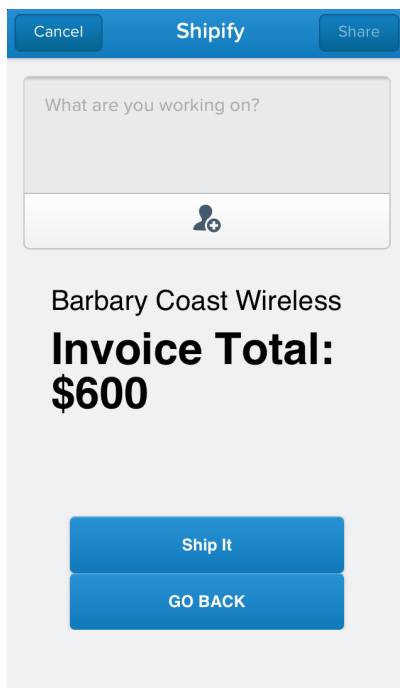 Cancel
Shipify
Share
What are you working on?
Barbary Coast Wireless
Invoice Total:
$600
Ship It
GO BACK